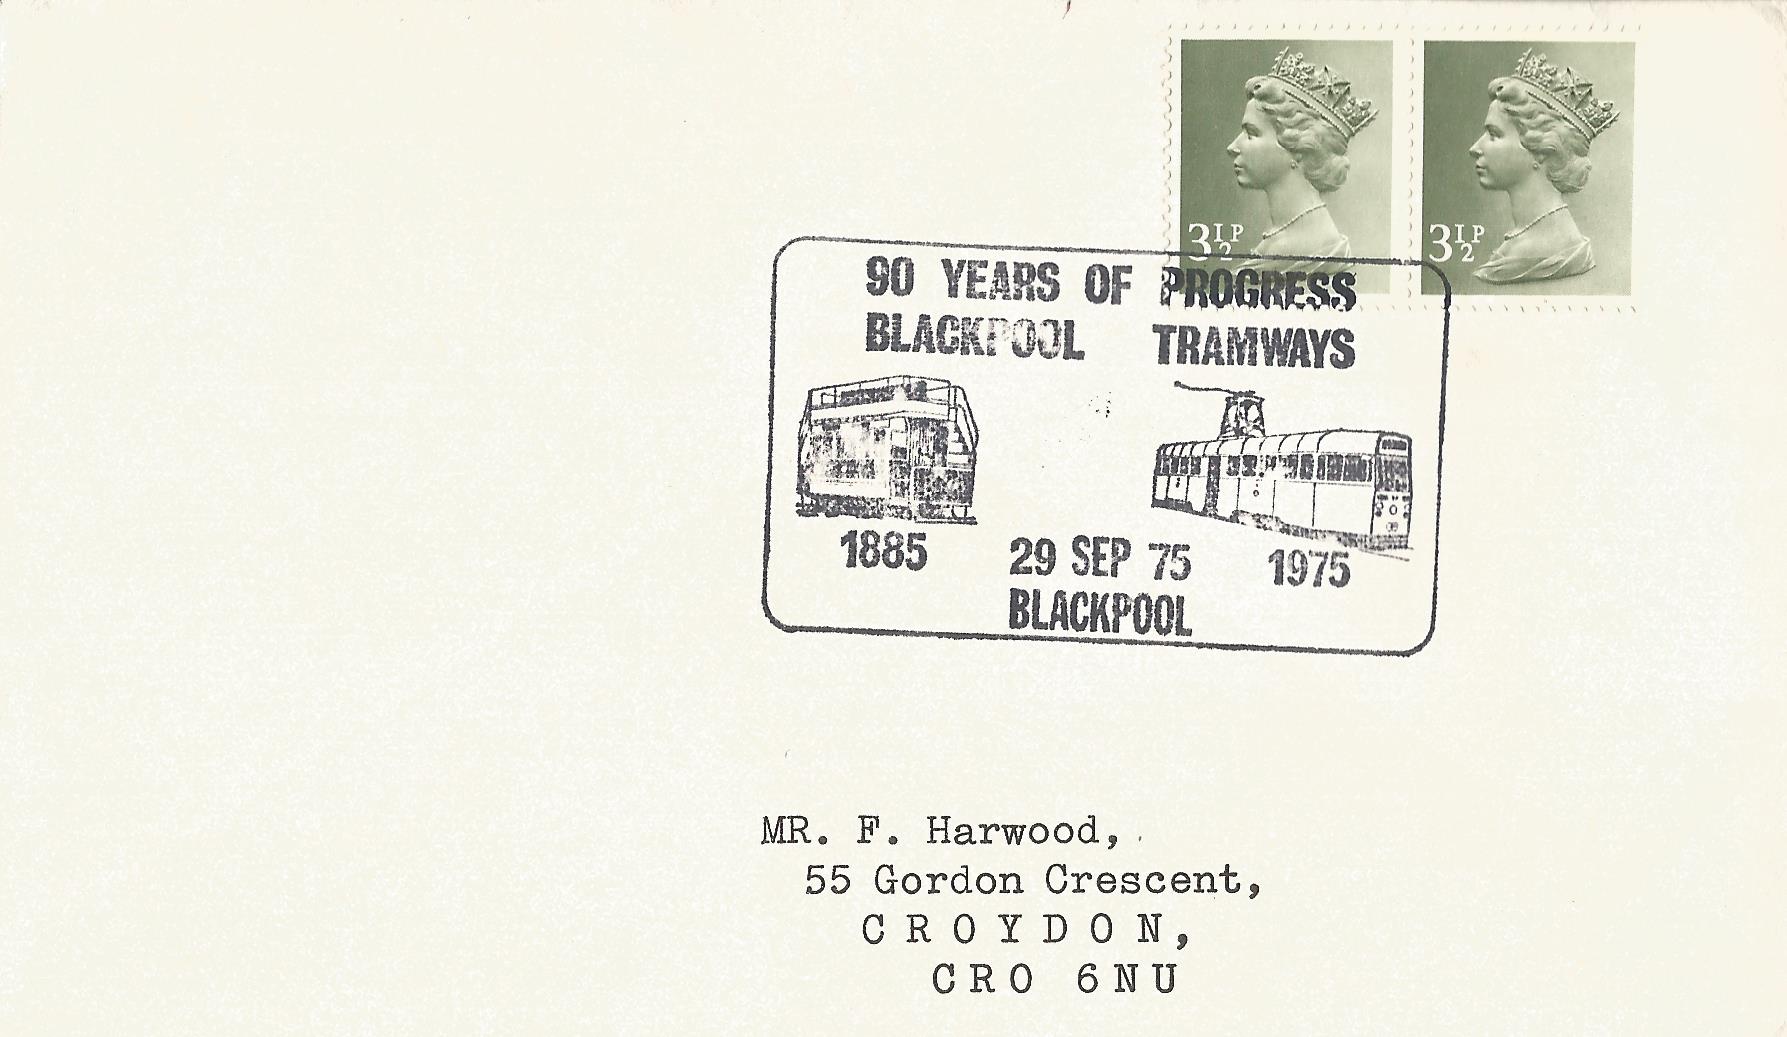 3½P 3½P
90 YEARS OF PROGRESS
BLACKPOOL TRAMWAYS
1885 29 SEP 75 1975
BLACKPOOL
MR. F. Harwood,
55 Gordon Crescent,
CROYDON,
CRO 6NU